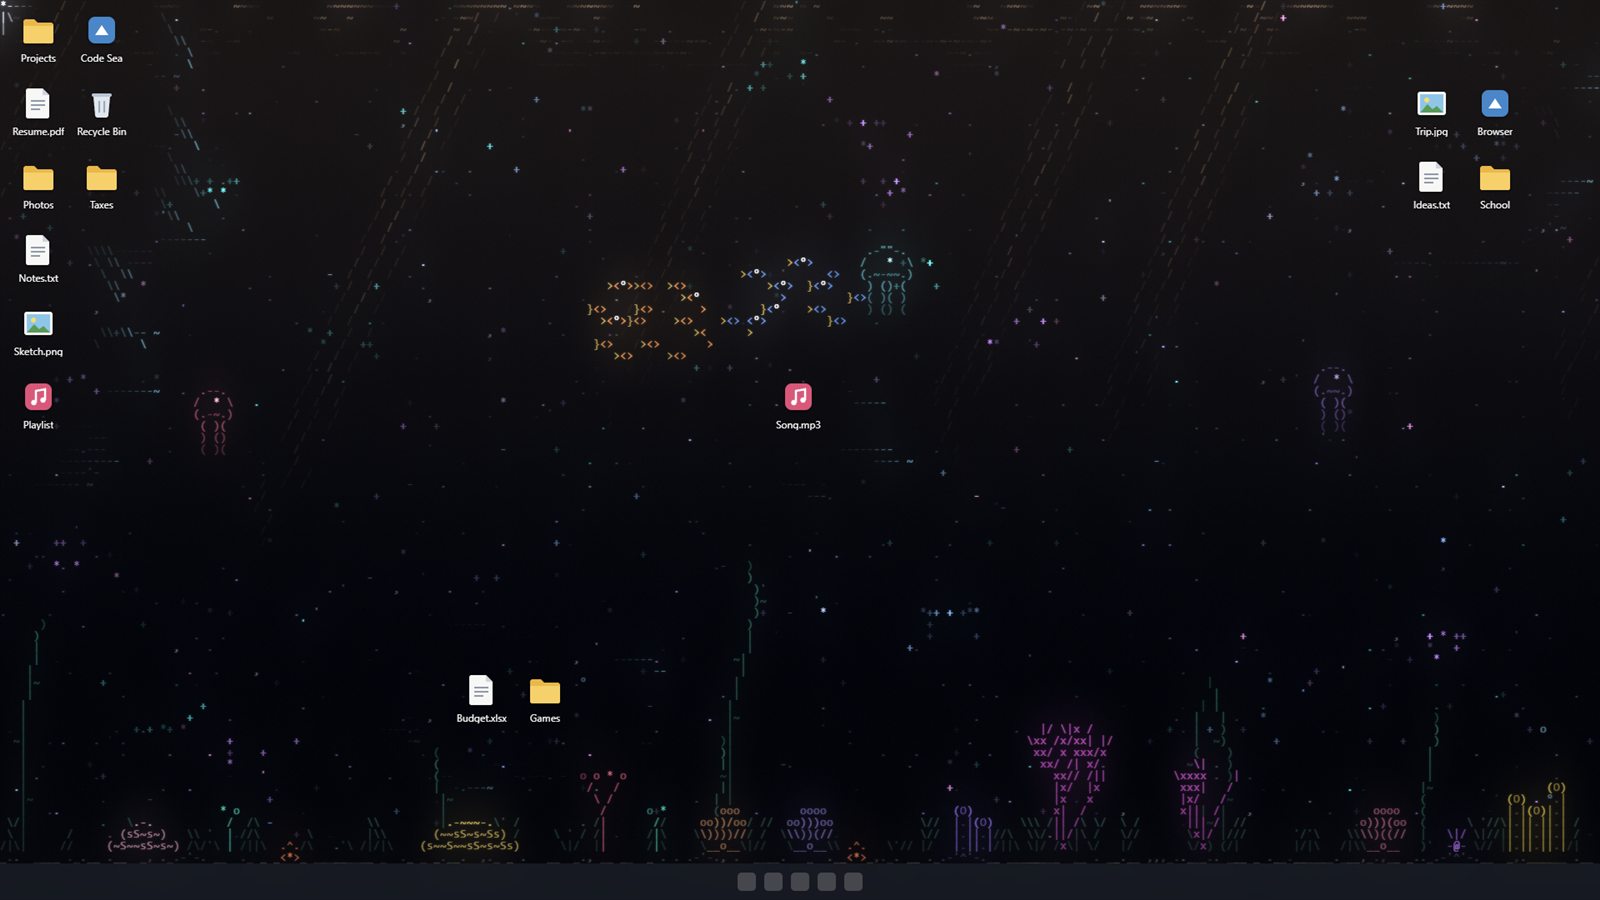 Projects
Code Sea
Resume.pdf
Recycle Bin
Trip.jpg
Browser
Photos
Taxes
Ideas.txt
School
Notes.txt
Sketch.png
Playlist
Song.mp3
Budget.xlsx
Games